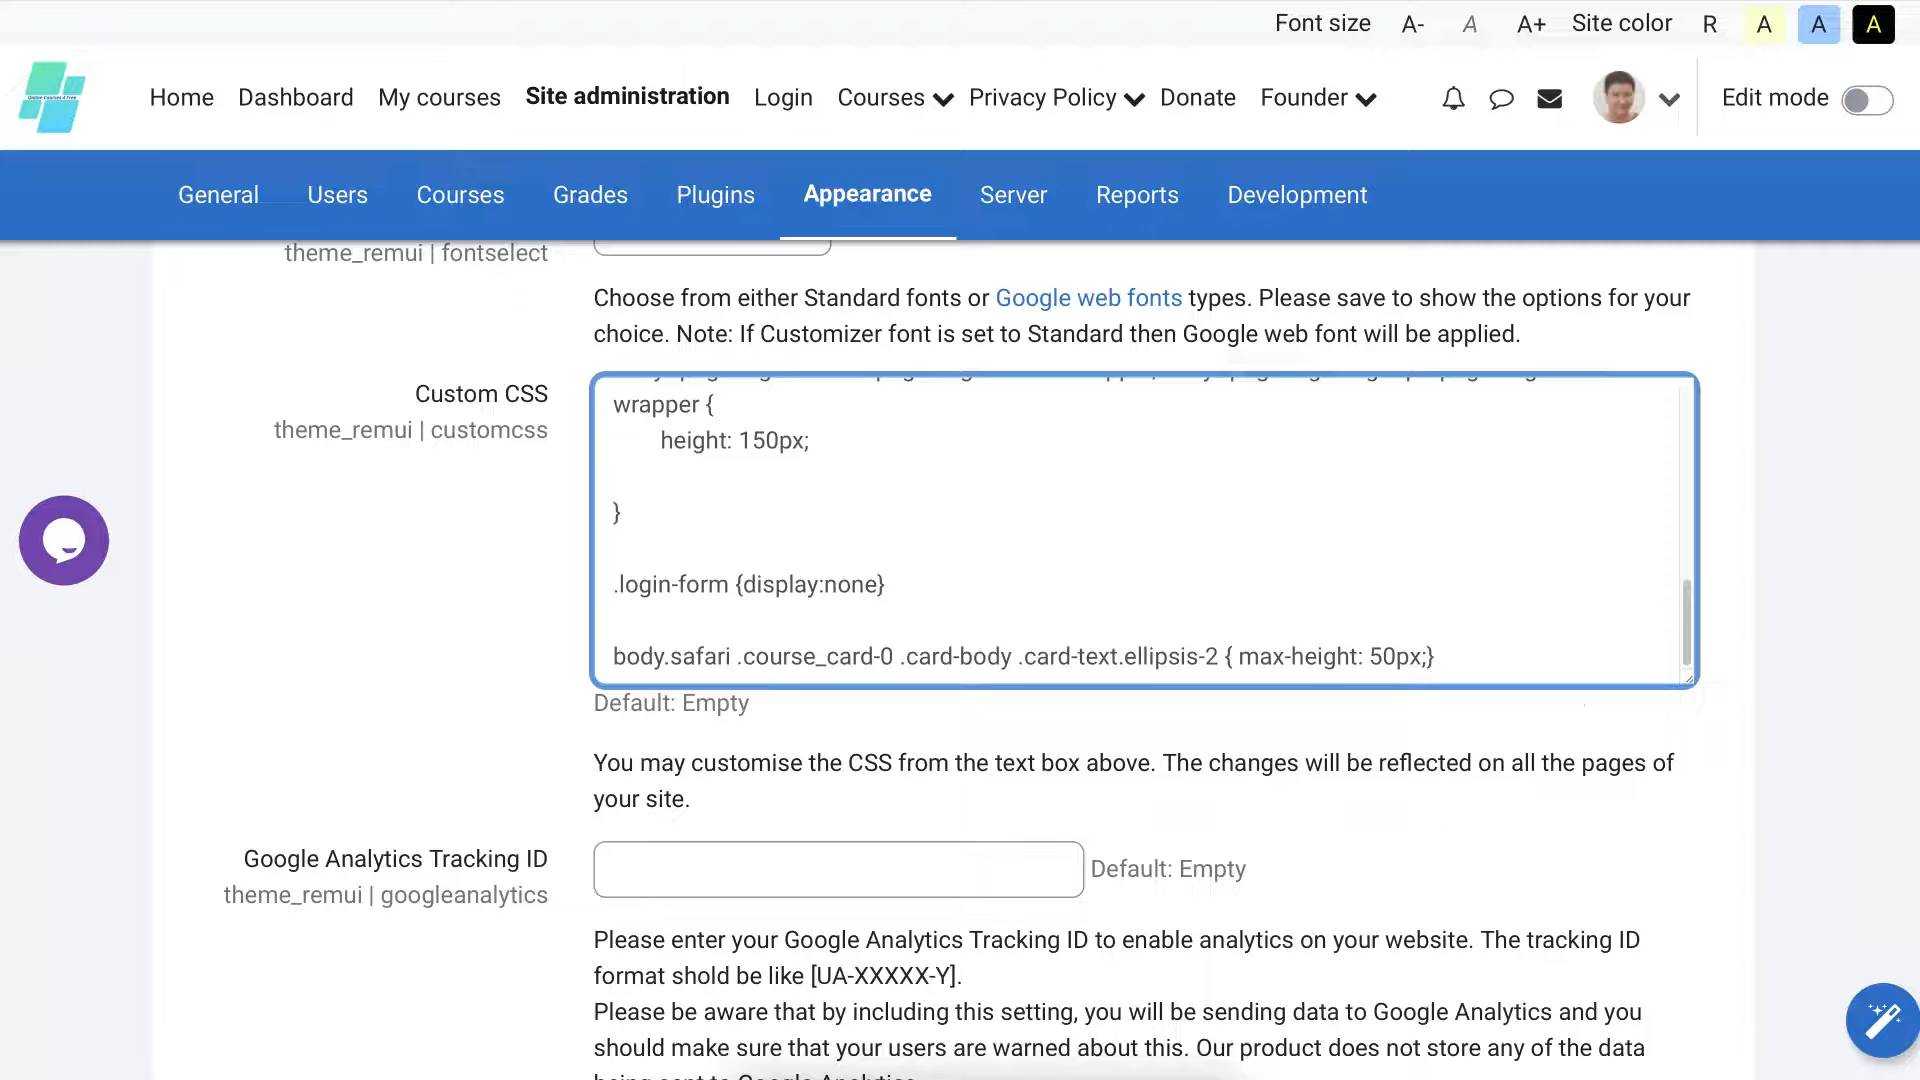 Font size A- A A+ Site color R A A A
Online Courses 4 Free
Home Dashboard My courses Site administration Login Courses Privacy Policy Donate Founder Edit mode
General Users Courses Grades Plugins Appearance Server Reports Development
theme_remui | fontselect
Choose from either Standard fonts or Google web fonts types. Please save to show the options for your
choice. Note: If Customizer font is set to Standard then Google web font will be applied.
Custom CSS
theme_remui | customcss
wrapper {
height: 150px;
}
.login-form {display:none}
body.safari .course_card-0 .card-body .card-text.ellipsis-2 { max-height: 50px;}
Default: Empty
You may customise the CSS from the text box above. The changes will be reflected on all the pages of
your site.
Google Analytics Tracking ID
theme_remui | googleanalytics
Default: Empty
Please enter your Google Analytics Tracking ID to enable analytics on your website. The tracking ID
format shold be like [UA-XXXXX-Y].
Please be aware that by including this setting, you will be sending data to Google Analytics and you
should make sure that your users are warned about this. Our product does not store any of the data
being sent to Google Analytics.